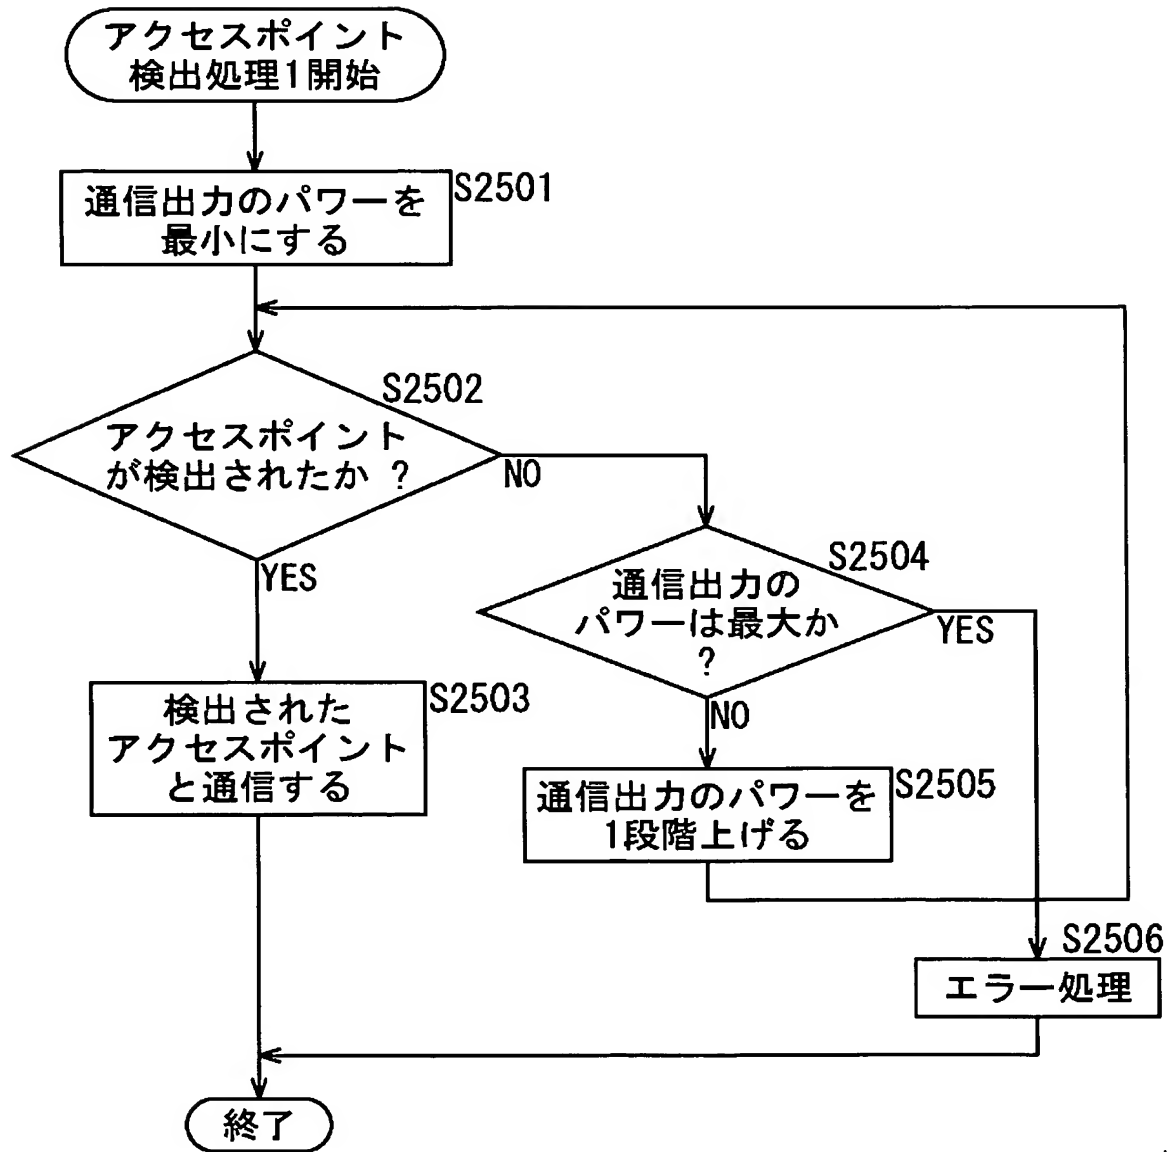 アクセスポイント
検出処理1開始
通信出力のパワーを
最小にする
S2501
S2502
アクセスポイント
が検出されたか ?
NO
YES
S2504
通信出力の
パワーは最大か
?
YES
NO
検出された
アクセスポイント
と通信する
S2503
通信出力のパワーを
1段階上げる
S2505
S2506
エラー処理
終了